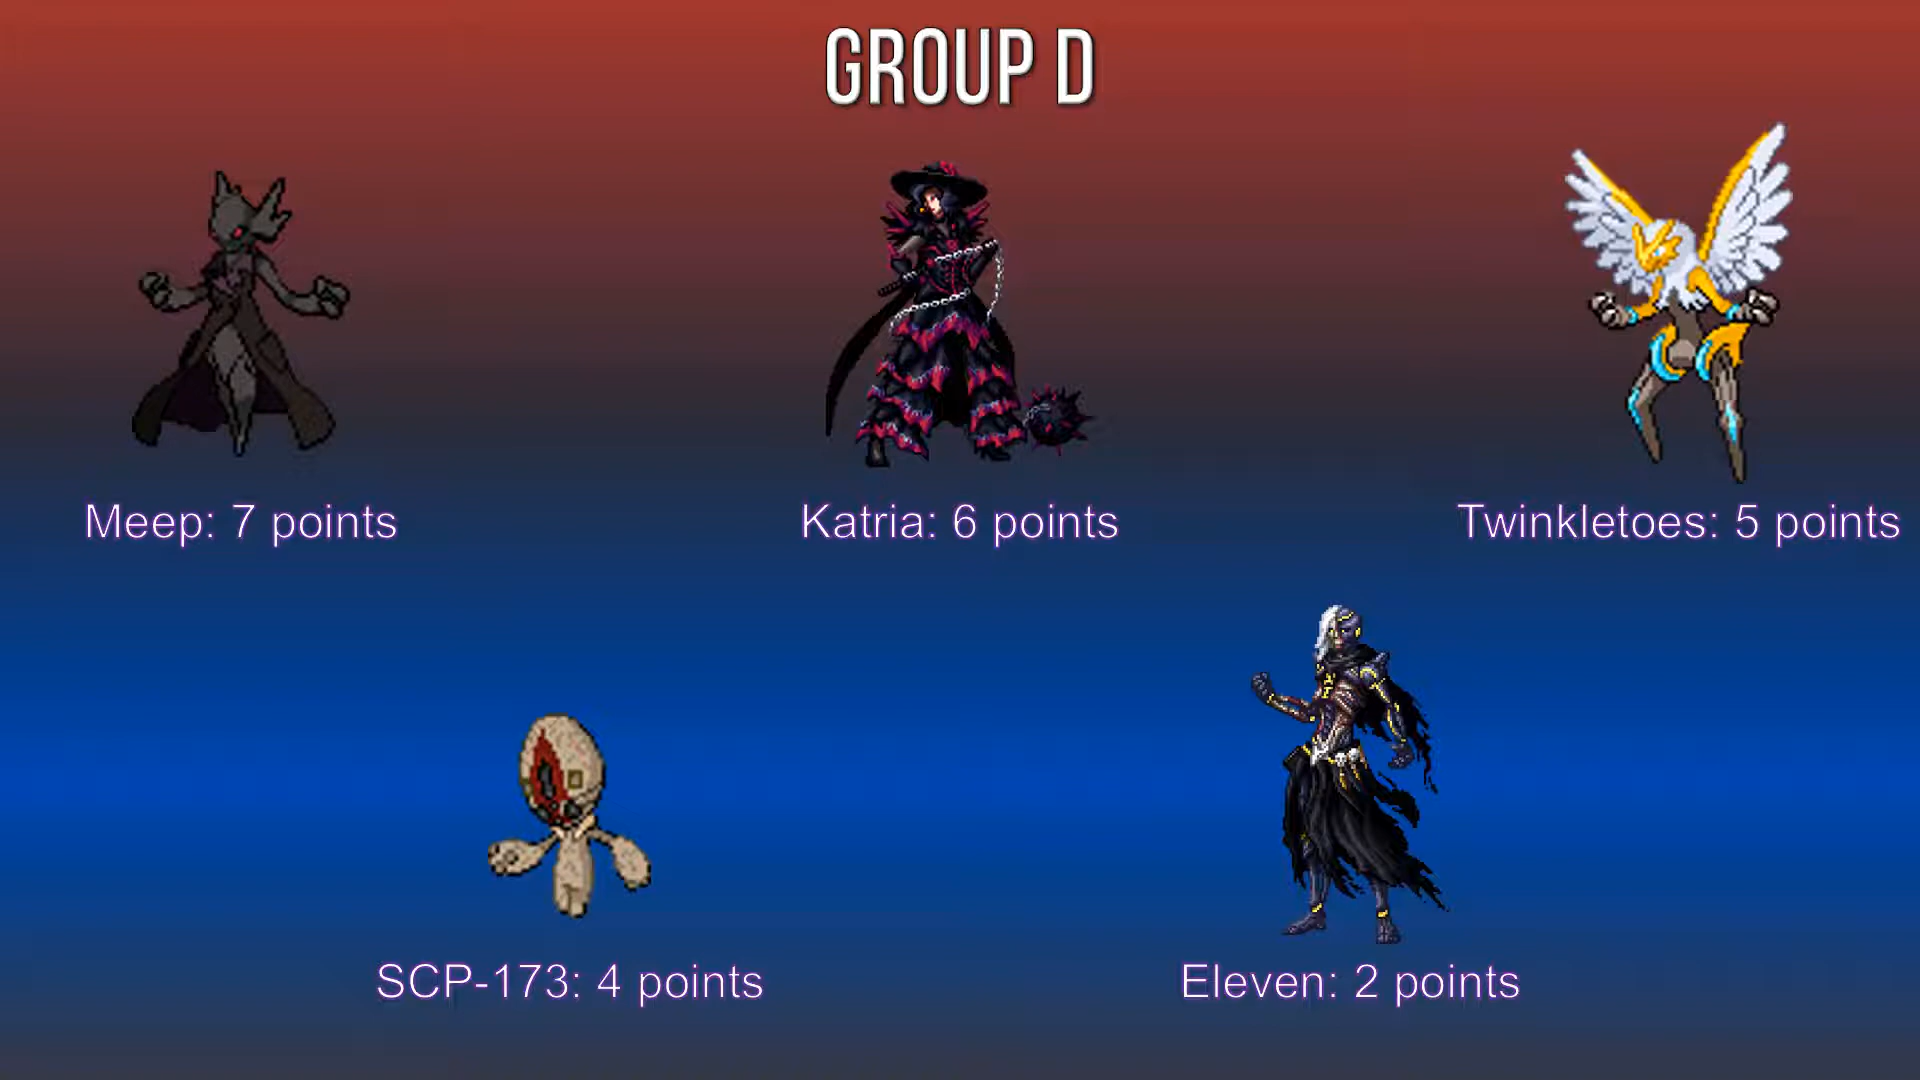 GROUP D
Meep: 7 points
Katria: 6 points
Twinkletoes: 5 points
SCP-173: 4 points
Eleven: 2 points